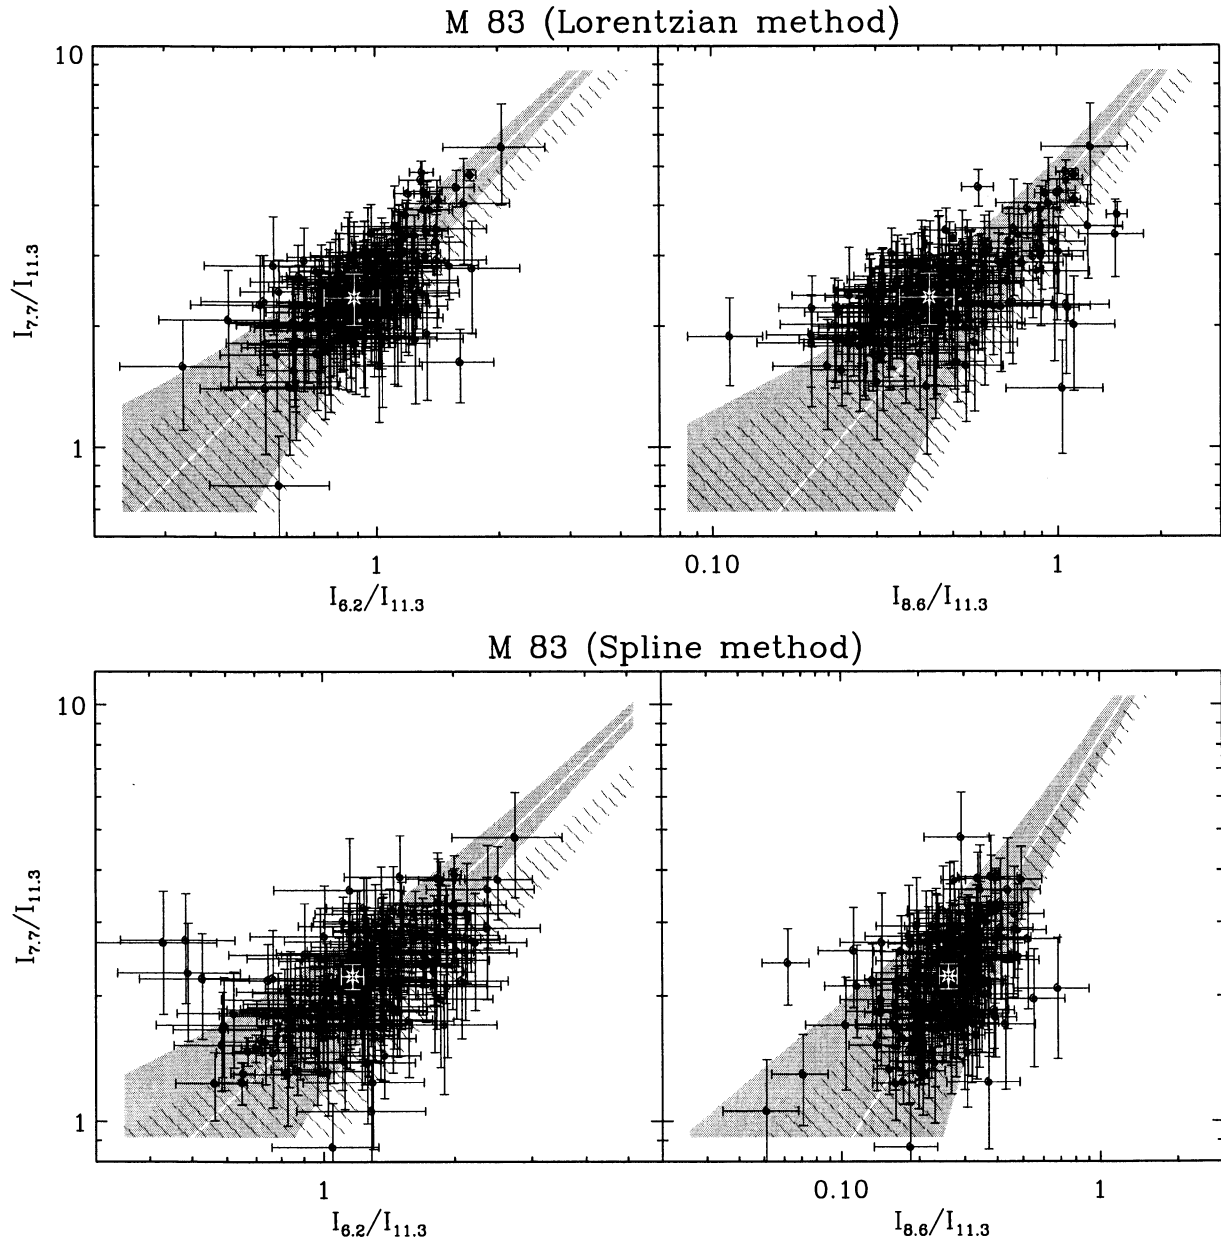 M 83 (Lorentzian method)
10
1
I7.7/I11.3
1
0.10
1
I6.2/I11.3
I8.6/I11.3
M 83 (Spline method)
10
1
I7.7/I11.3
1
0.10
1
I6.2/I11.3
I8.6/I11.3